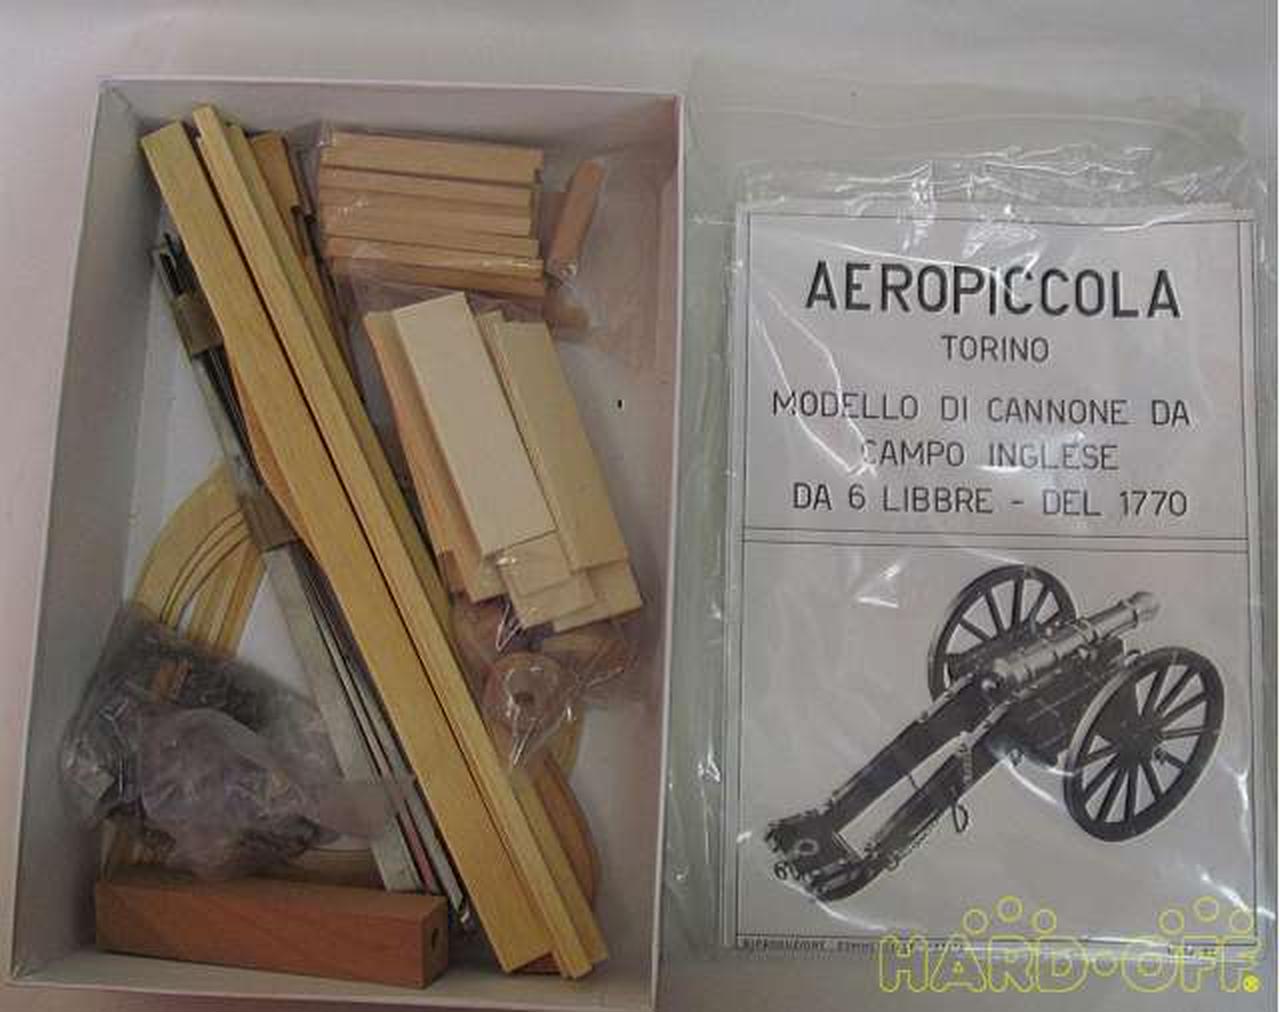 AEROPICCOLA
TORINO
MODELLO DI CANNONE DA
CAMPO INGLESE
DA 6 LIBBRE - DEL 1770
HARD·OFF®